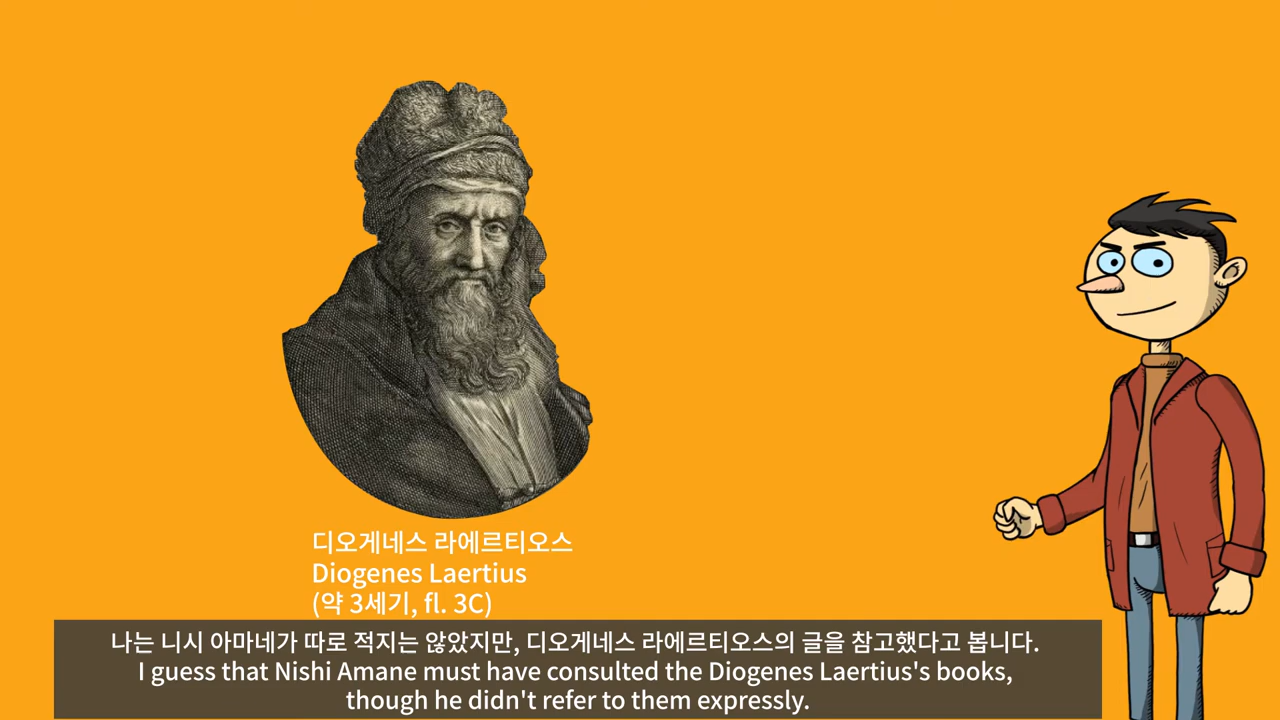 디오게네스 라에르티오스
Diogenes Laertius
(약 3세기, fl. 3C)
나는 니시 아마네가 따로 적지는 않았지만, 디오게네스 라에르티오스의 글을 참고했다고 봅니다.
I guess that Nishi Amane must have consulted the Diogenes Laertius's books,
though he didn't refer to them expressly.